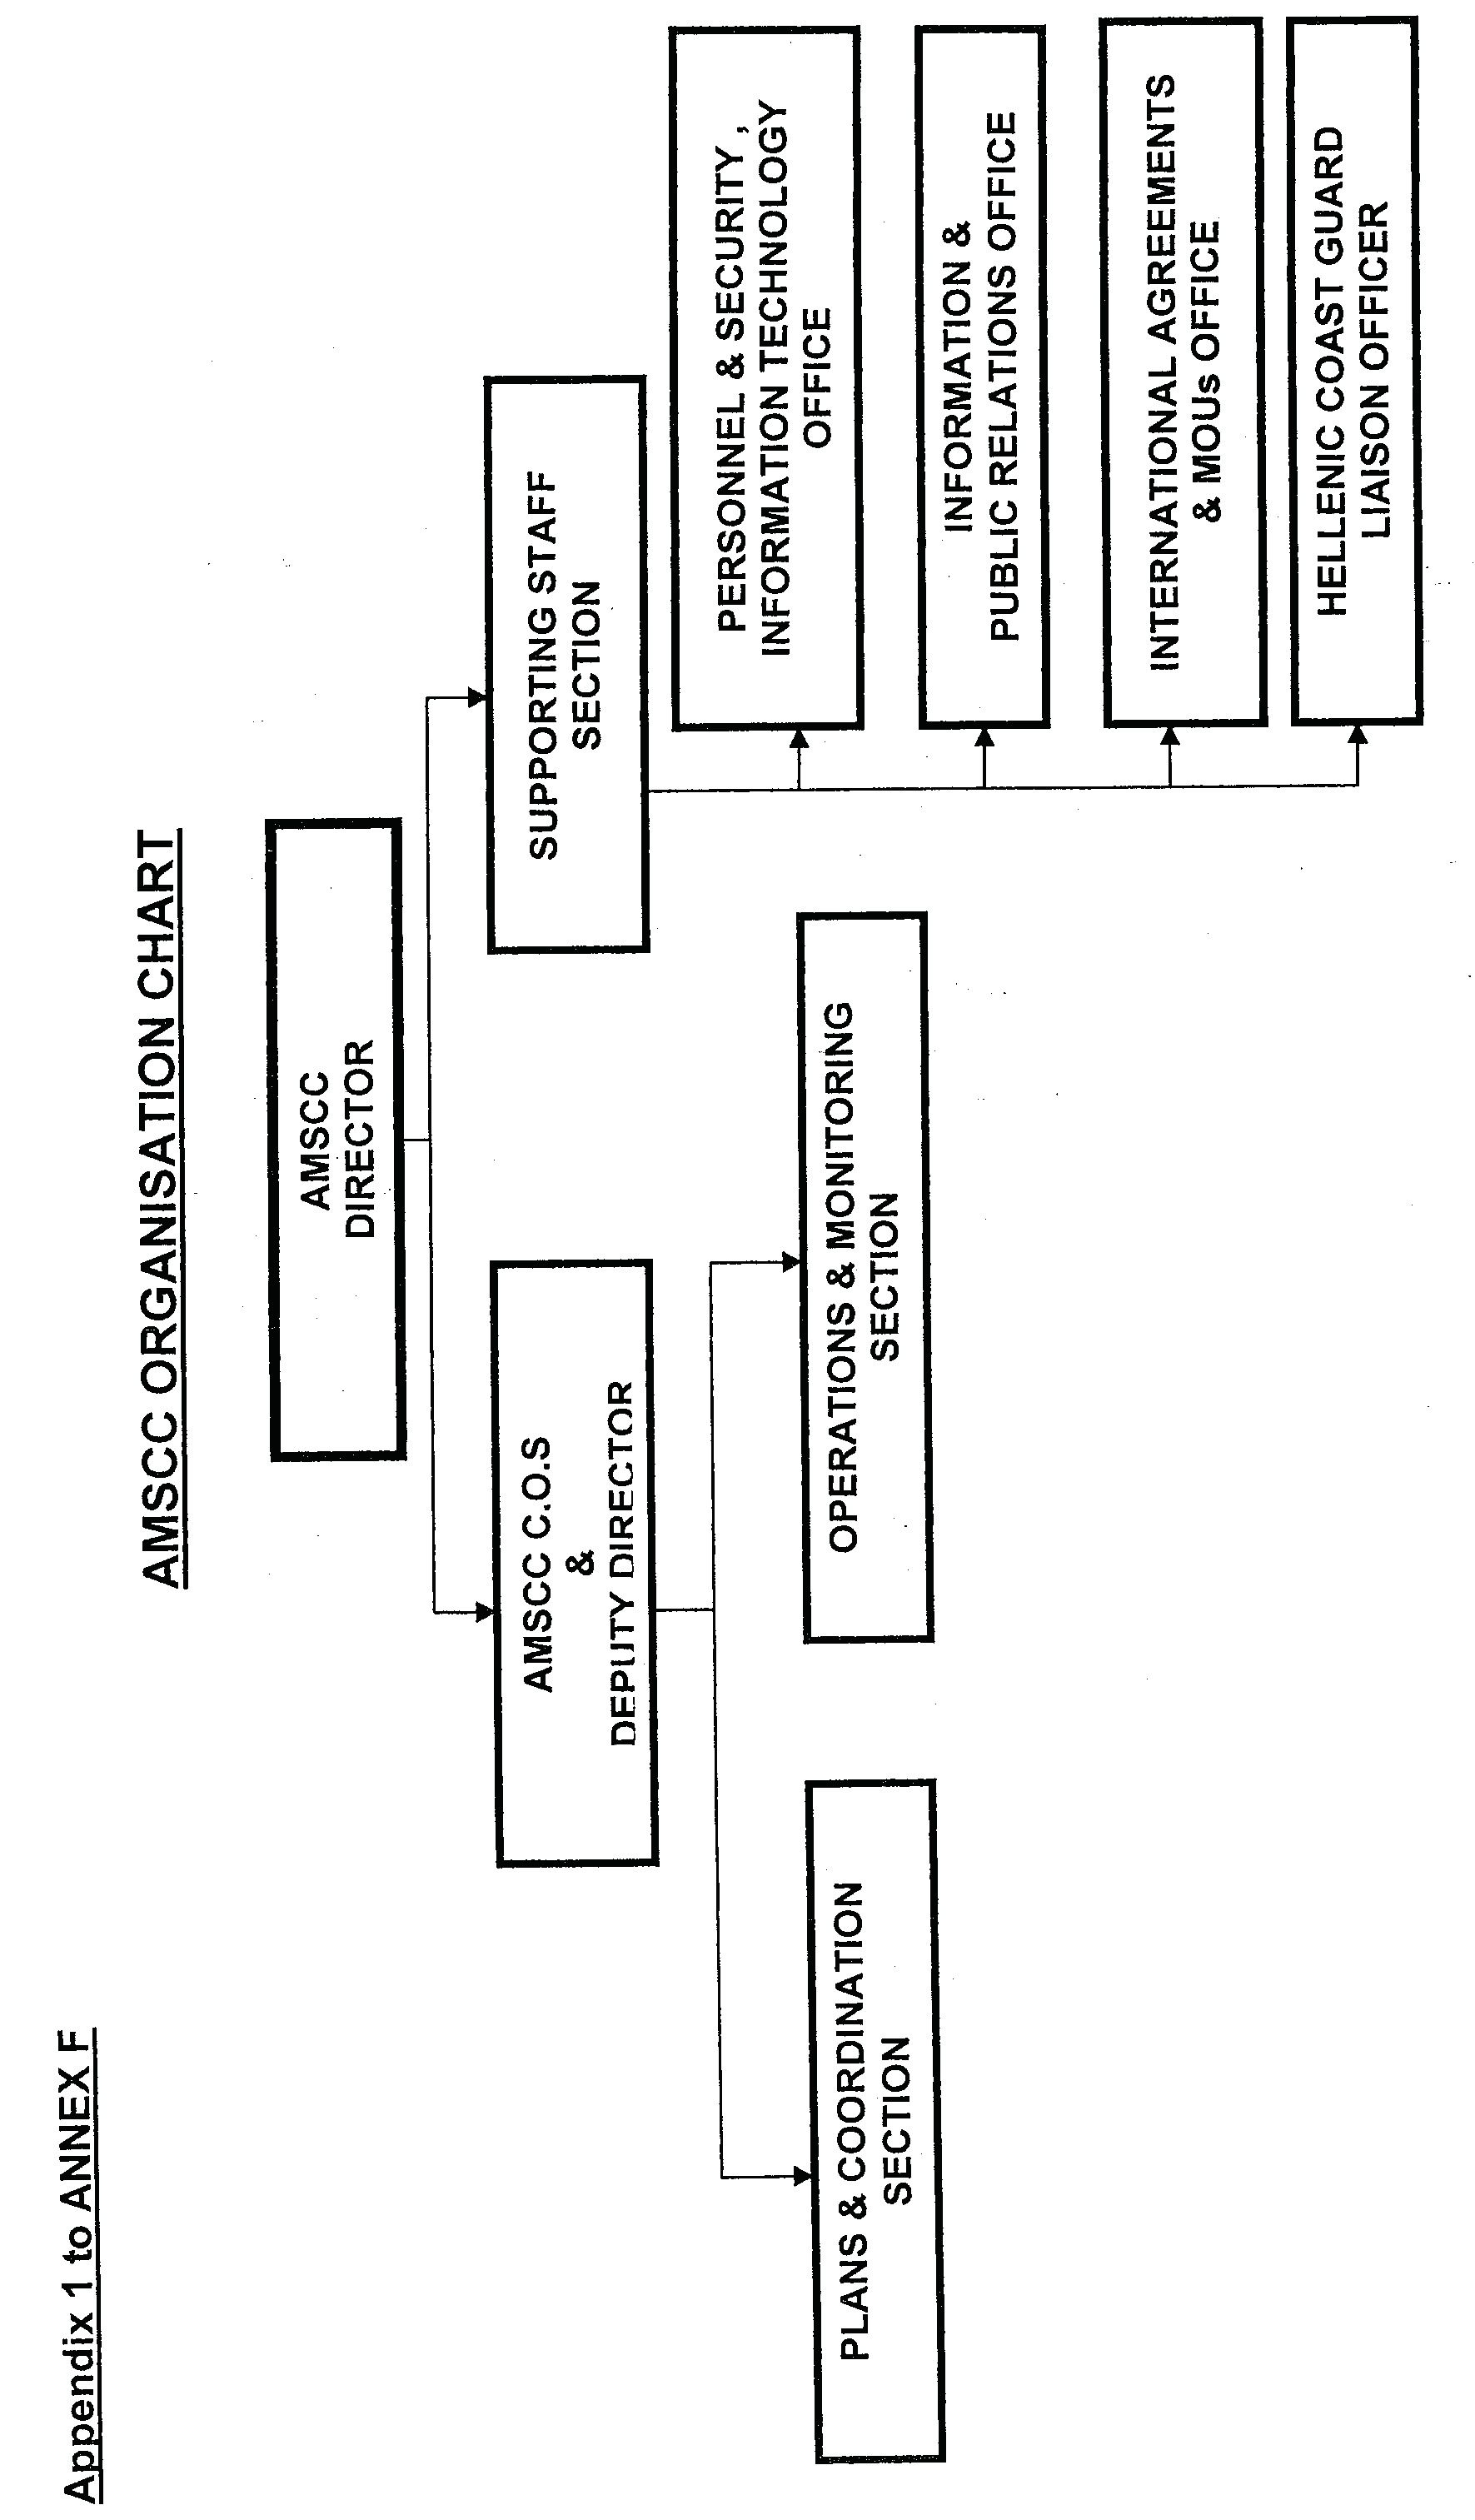 Appendix 1 to ANNEX F
AMSCC ORGANISATION CHART
AMSCC
DIRECTOR
AMSCC C.O.S
&
DEPUTY DIRECTOR
SUPPORTING STAFF
SECTION
PLANS & COORDINATION
SECTION
OPERATIONS & MONITORING
SECTION
PERSONNEL & SECURITY ,
INFORMATION TECHNOLOGY
OFFICE
INFORMATION &
PUBLIC RELATIONS OFFICE
INTERNATIONAL AGREEMENTS
& MOUs OFFICE
HELLENIC COAST GUARD
LIAISON OFFICER